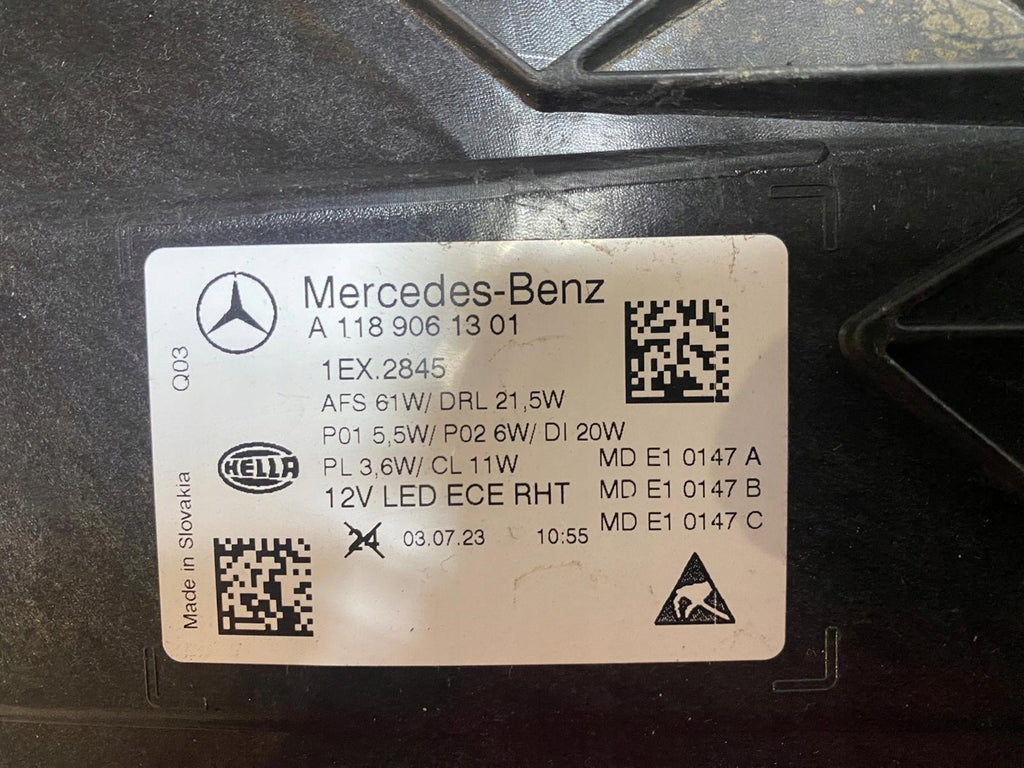 Mercedes-Benz
A 118 906 13 01
1EX.2845
AFS 61W/ DRL 21,5W
P01 5,5W/ P02 6W/ DI 20W
PL 3,6W/ CL 11W
12V LED ECE RHT
MD E1 0147 A
MD E1 0147 B
MD E1 0147 C
24 03.07.23 10:55
HELLA
Q03
Made in Slovakia